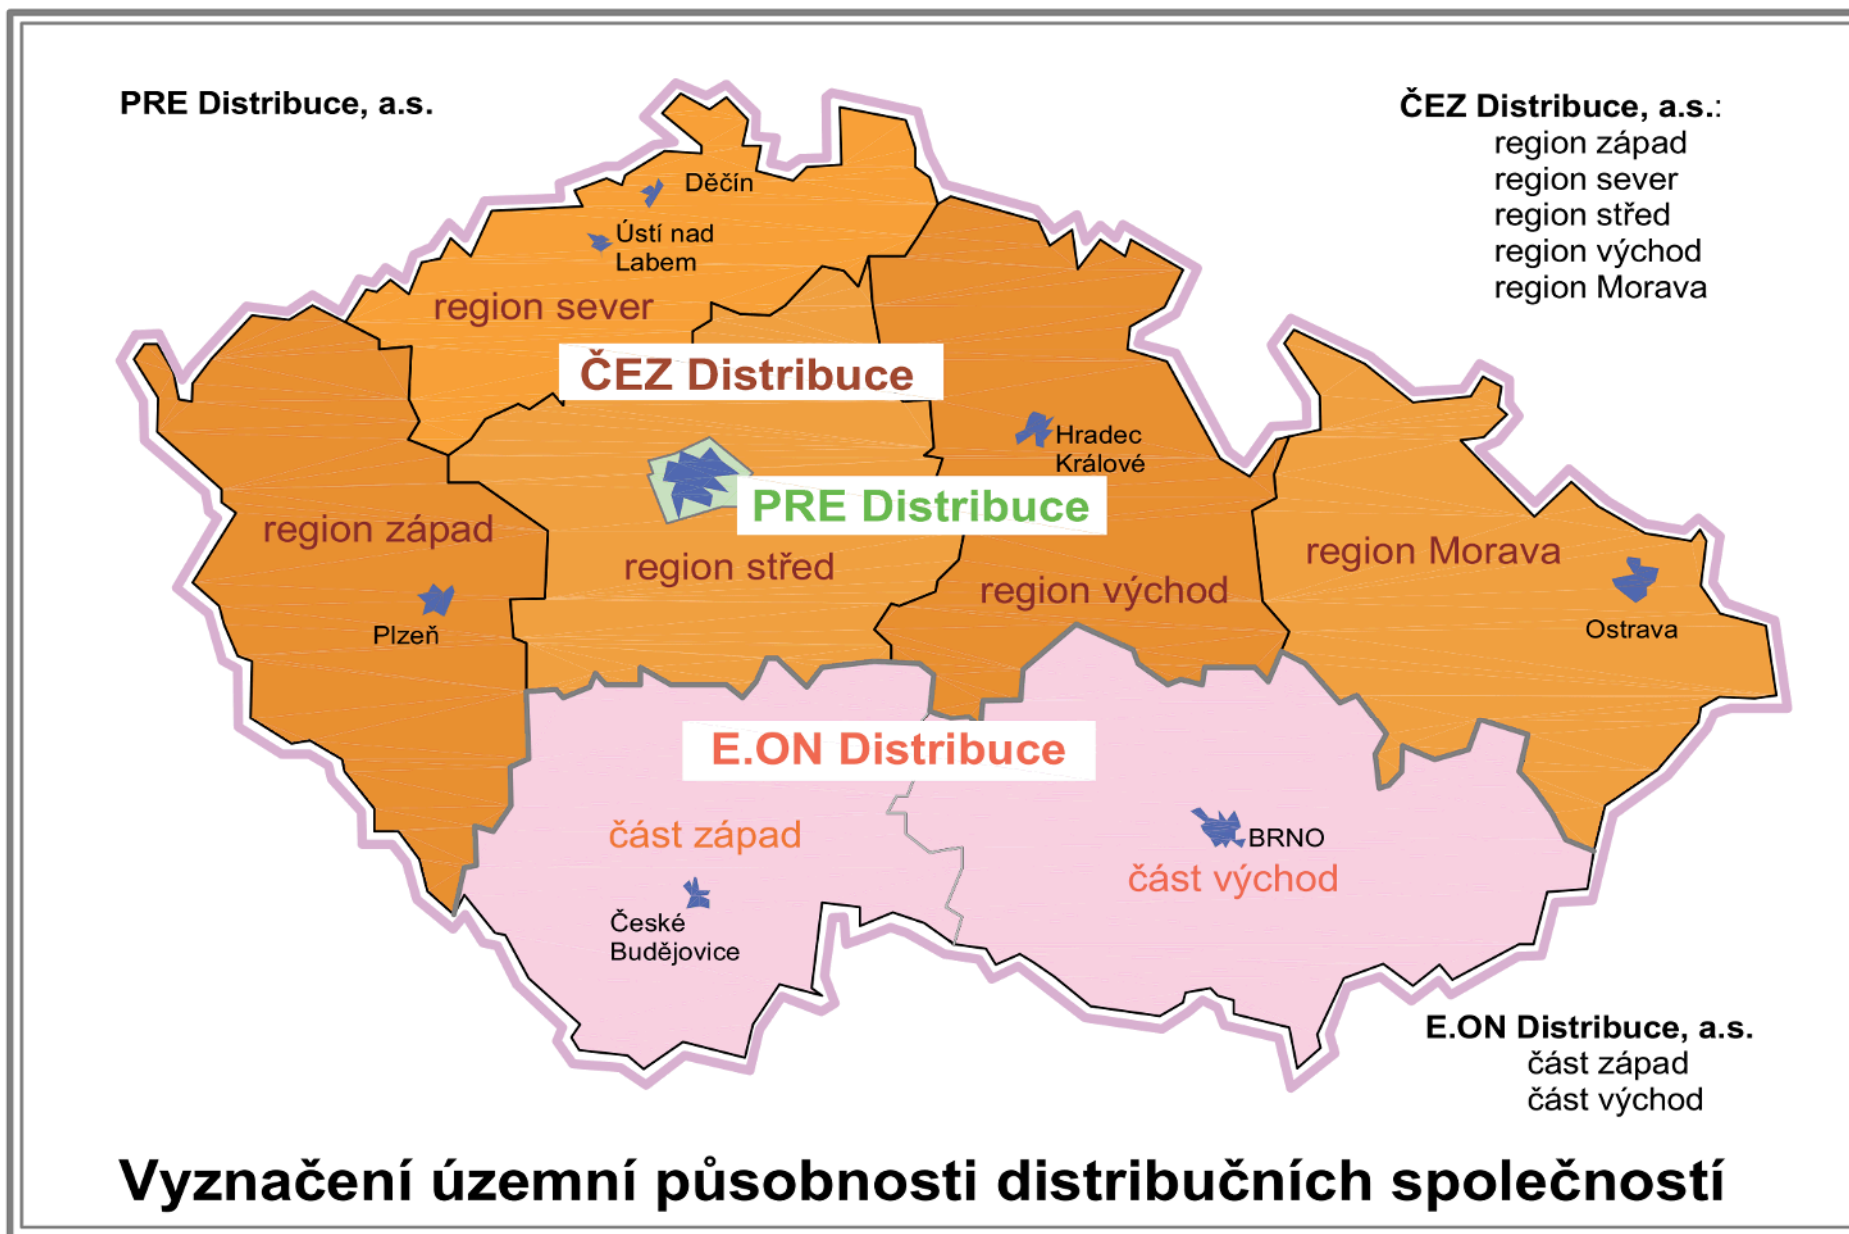 PRE Distribuce, a.s.
ČEZ Distribuce, a.s.:
region západ
region sever
region střed
region východ
region Morava
Děčín
Ústí nad
Labem
region sever
ČEZ Distribuce
Hradec
Králové
PRE Distribuce
region západ
region střed
region východ
region Morava
Plzeň
Ostrava
E.ON Distribuce
část západ
BRNO
část východ
České
Budějovice
E.ON Distribuce, a.s.
část západ
část východ
Vyznačení územní působnosti distribučních společností